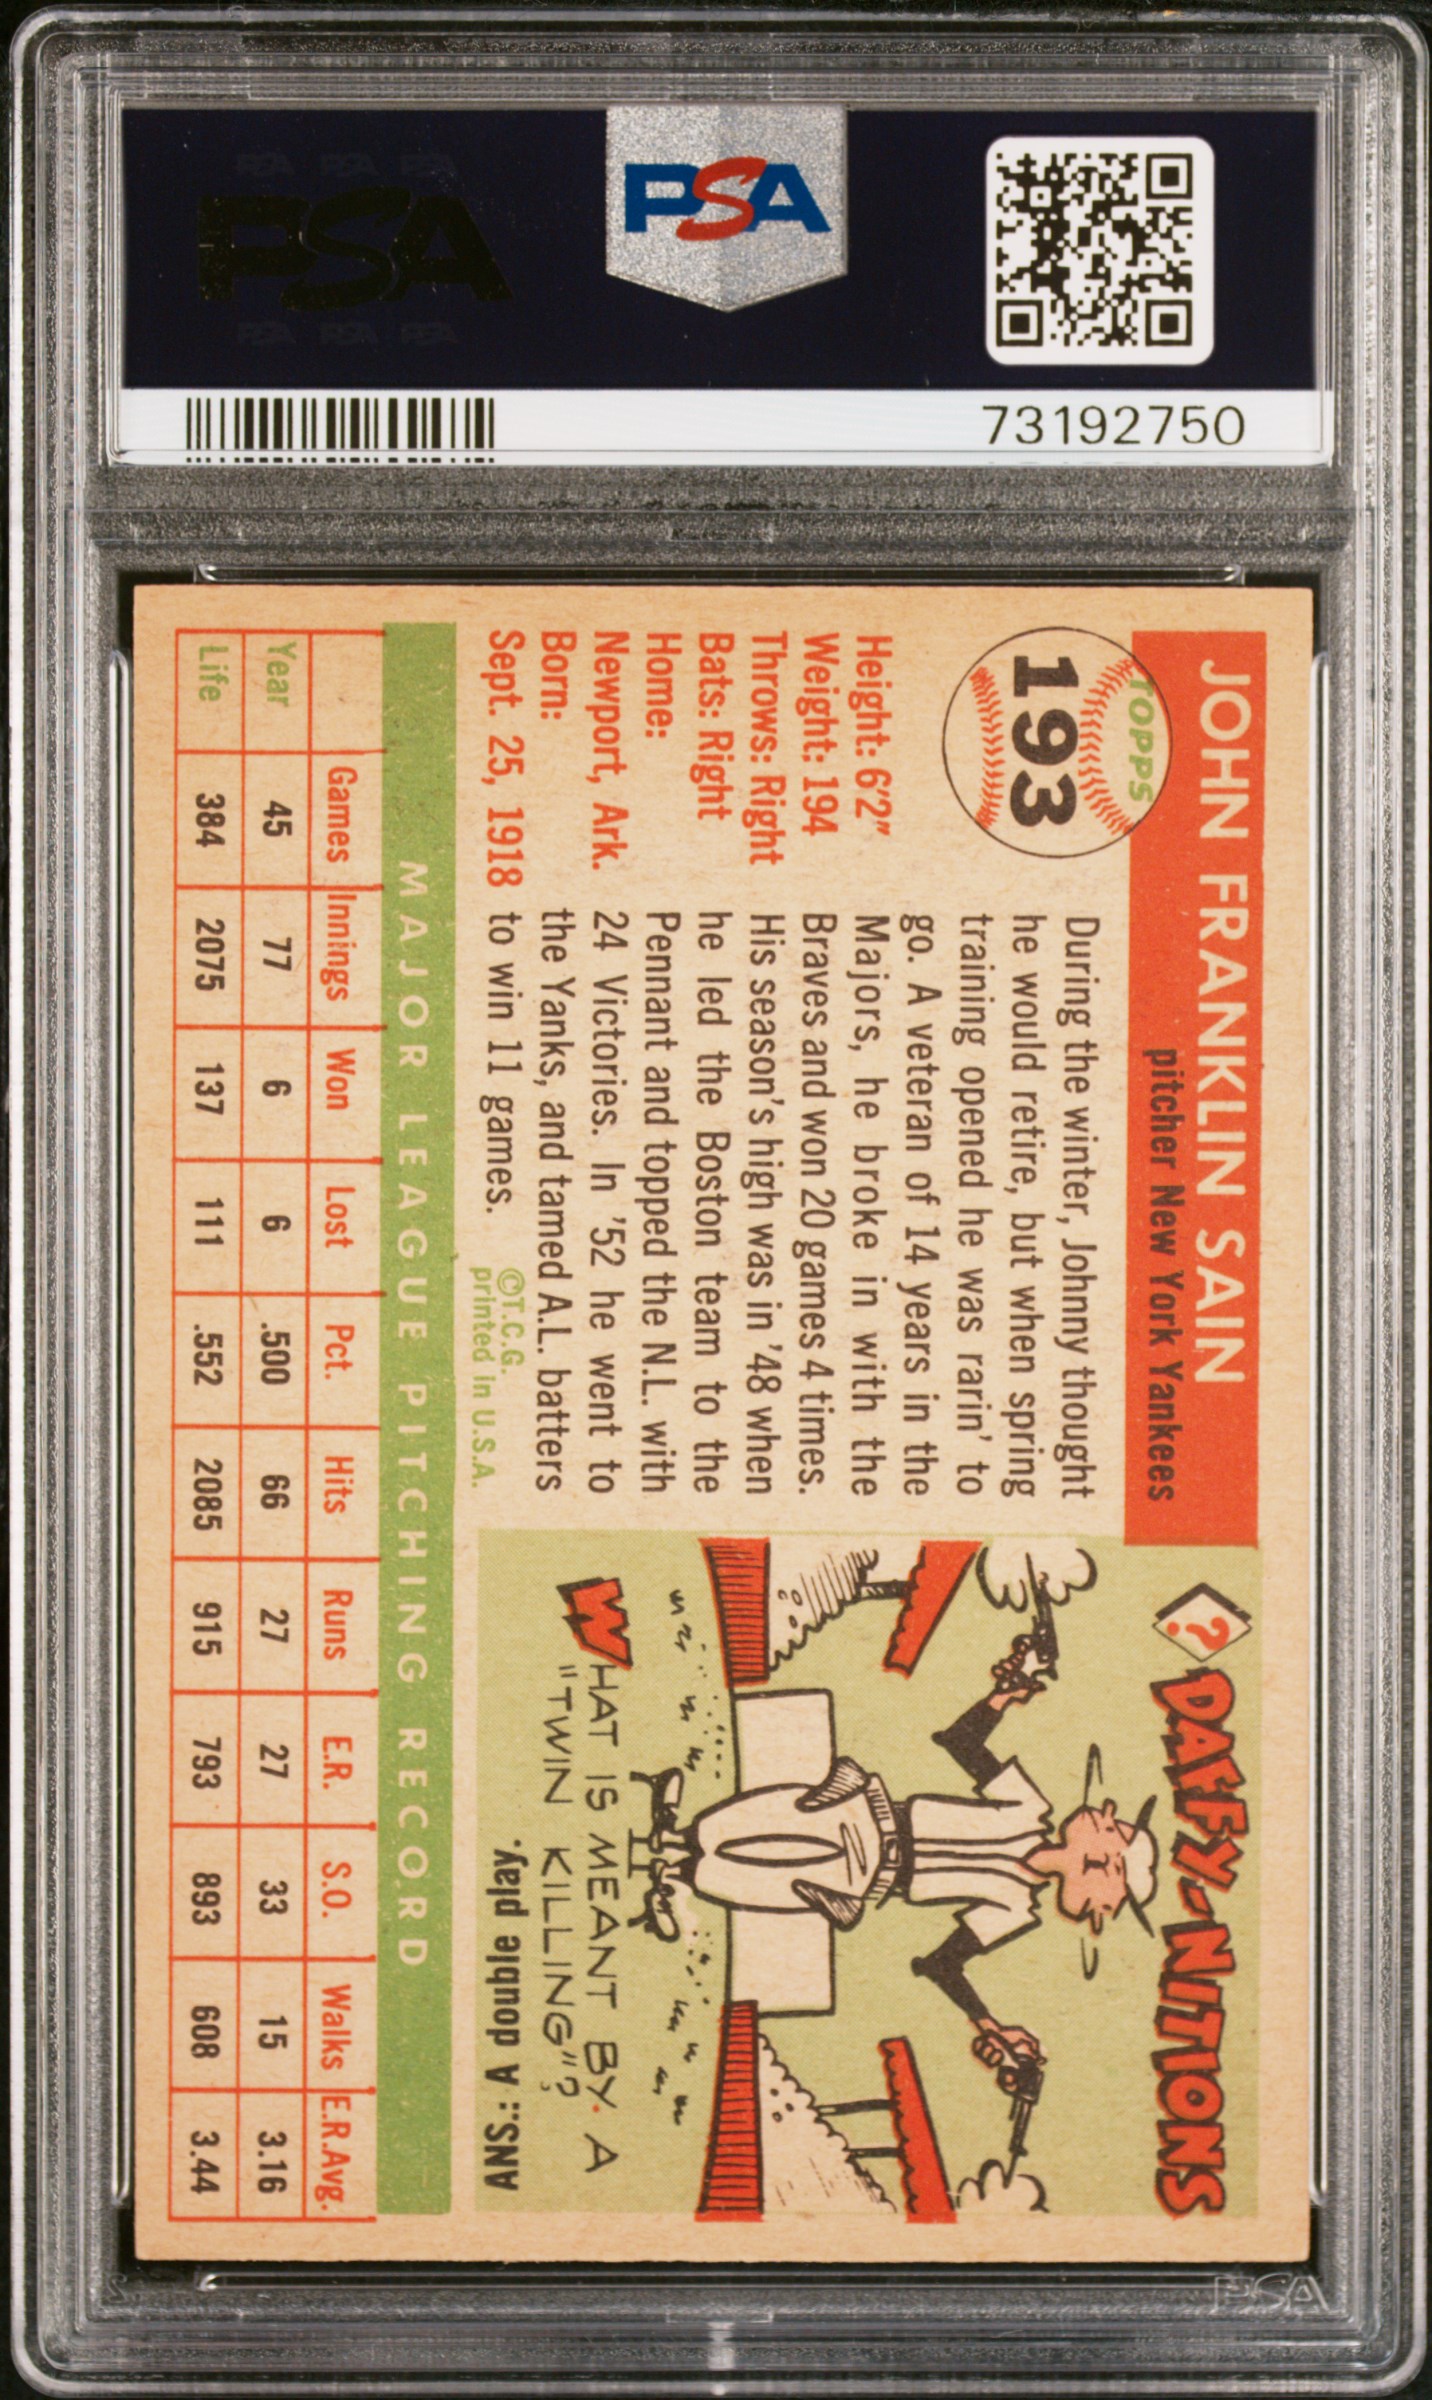 PSA PSA PSA
PSA
PSA PSA PSA
PSA
73192750
JOHN FRANKLIN SAIN
pitcher New York Yankees
TOPPS
193
Height: 6'2"
Weight: 194
Throws: Right
Bats: Right
Home:
Newport, Ark.
Born:
Sept. 25, 1918
During the winter, Johnny thought
he would retire, but when spring
training opened he was rarin' to
go. A veteran of 14 years in the
Majors, he broke in with the
Braves and won 20 games 4 times.
His season's high was in '48 when
he led the Boston team to the
Pennant and topped the N.L. with
24 Victories. In '52 he went to
the Yanks, and tamed A.L. batters
to win 11 games.
©T.C.G.
printed in U.S.A.
? DAFFY-NITIONS
WHAT IS MEANT BY A
"TWIN KILLING"?
ANS.: A double play.
MAJOR LEAGUE PITCHING RECORD
Games Innings Won Lost Pct. Hits Runs E.R. S.O. Walks E.R.Avg.
Year 45 77 6 6 .500 66 27 27 33 15 3.16
Life 384 2075 137 111 .552 2085 915 793 893 608 3.44
PSA